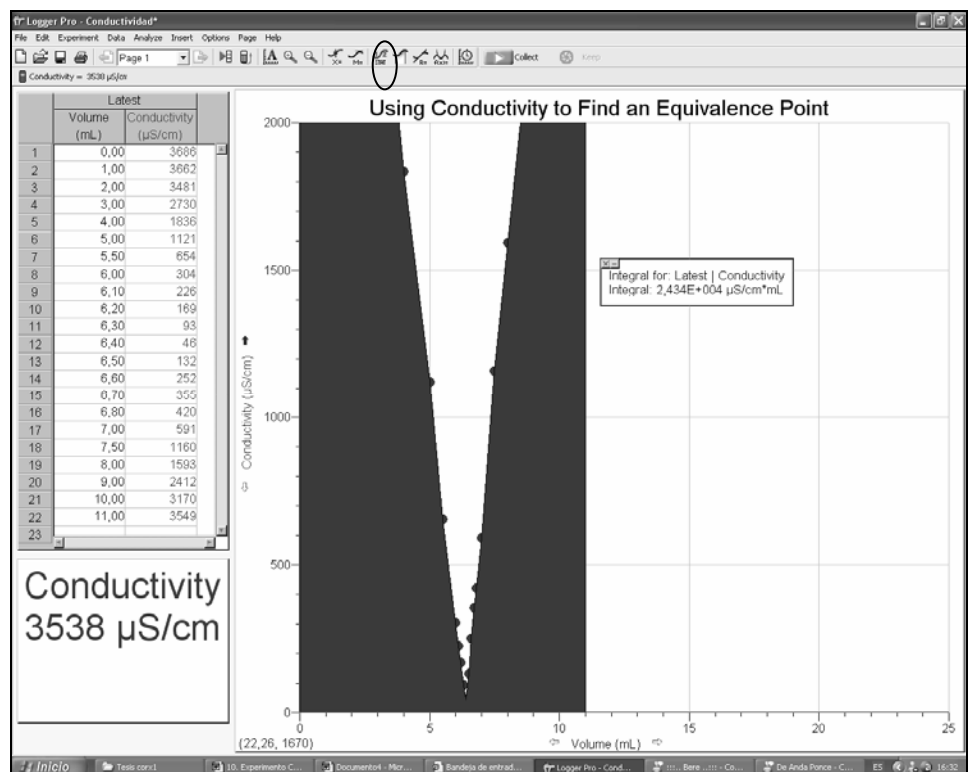 Logger Pro - Conductividad*
File Edit Experiment Data Analyze Insert Options Page Help
Page 1
Collect
Keep
Conductivity = 3538 µS/cm
Latest
Volume Conductivity
(mL) (µS/cm)
1 0,00 3686
2 1,00 3662
3 2,00 3481
4 3,00 2730
5 4,00 1836
6 5,00 1121
7 5,50 654
8 6,00 304
9 6,10 226
10 6,20 169
11 6,30 93
12 6,40 46
13 6,50 132
14 6,60 252
15 6,70 355
16 6,80 420
17 7,00 591
18 7,50 1160
19 8,00 1593
20 9,00 2412
21 10,00 3170
22 11,00 3549
23
Conductivity
3538 µS/cm
Using Conductivity to Find an Equivalence Point
2000
1500
1000
500
0
Conductivity (µS/cm)
Integral for: Latest | Conductivity
Integral: 2,434E+004 µS/cm*mL
0 5 10 15 20 25
(22,26, 1670)
Volume (mL)
Inicio
Tesis corx1
10. Experimento C...
Documento4 - Micr...
Bandeja de entrad...
Logger Pro - Cond...
::::. Bere ..::: - Co...
De Anda Ponce - C...
ES
16:32